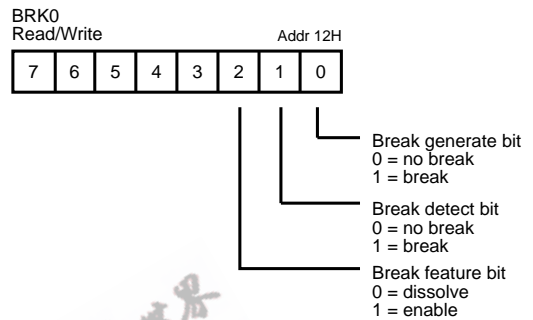 BRK0
Read/Write Addr 12H
7 6 5 4 3 2 1 0
Break generate bit
0 = no break
1 = break
Break detect bit
0 = no break
1 = break
Break feature bit
0 = dissolve
1 = enable